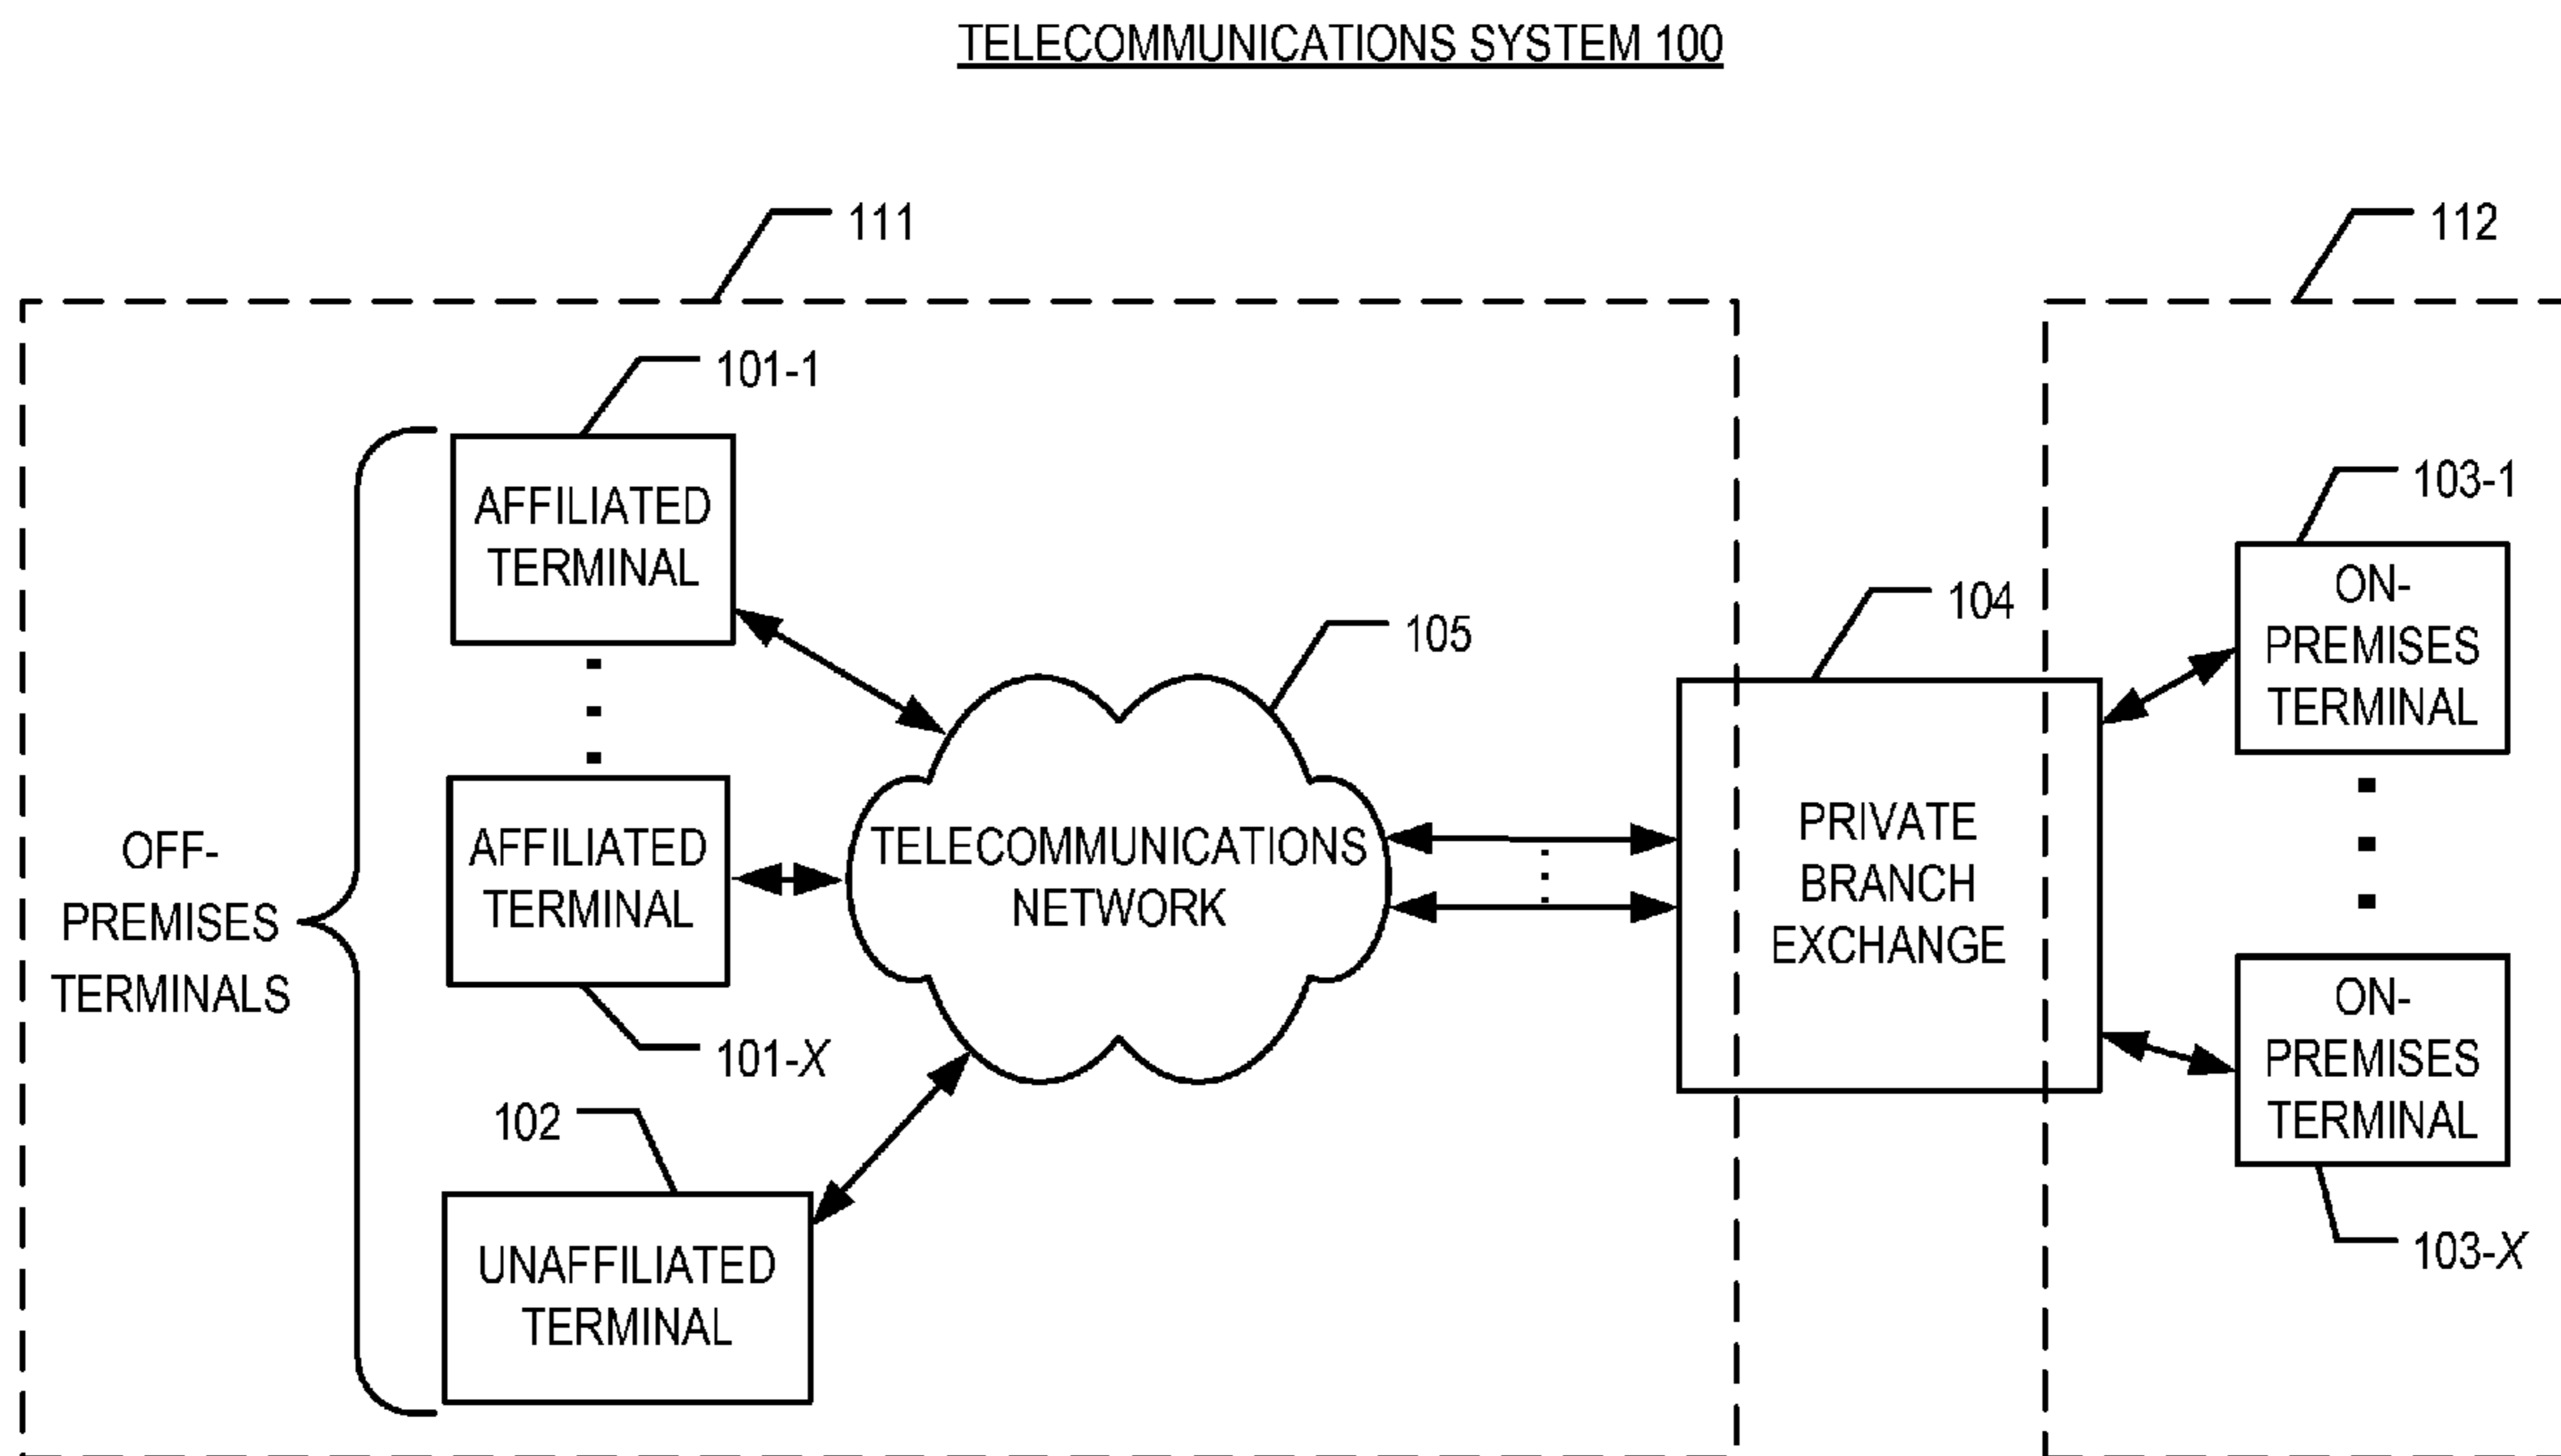 TELECOMMUNICATIONS SYSTEM 100
111
112
101-1
AFFILIATED
TERMINAL
103-1
ON-
PREMISES
TERMINAL
104
105
OFF-
PREMISES
TERMINALS
AFFILIATED
TERMINAL
101-X
TELECOMMUNICATIONS
NETWORK
PRIVATE
BRANCH
EXCHANGE
ON-
PREMISES
TERMINAL
103-X
102
UNAFFILIATED
TERMINAL